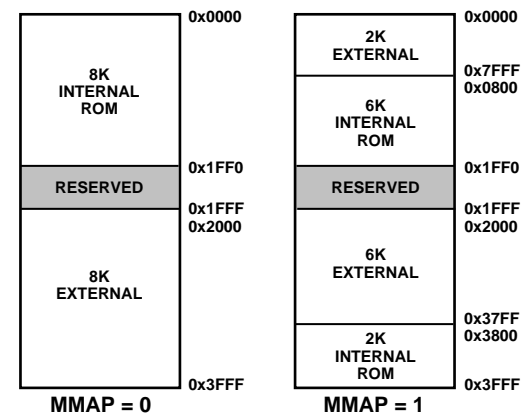 0x0000
8K
INTERNAL
ROM
0x1FF0
RESERVED
0x1FFF
0x2000
8K
EXTERNAL
0x3FFF
MMAP = 0
0x0000
2K
EXTERNAL
0x7FFF
0x0800
6K
INTERNAL
ROM
0x1FF0
RESERVED
0x1FFF
0x2000
6K
EXTERNAL
0x37FF
0x3800
2K
INTERNAL
ROM
0x3FFF
MMAP = 1